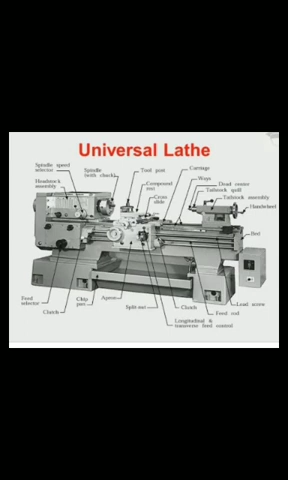 Universal Lathe
Spindle speed
selector
Headstock
assembly
Spindle
(with chuck)
Tool post
Compound
rest
Cross
slide
Carriage
Ways
Dead center
Tailstock quill
Tailstock assembly
Handwheel
Bed
Feed
selector
Clutch
Chip
pan
Apron
Split nut
Clutch
Longitudinal &
transverse feed control
Feed rod
Lead screw